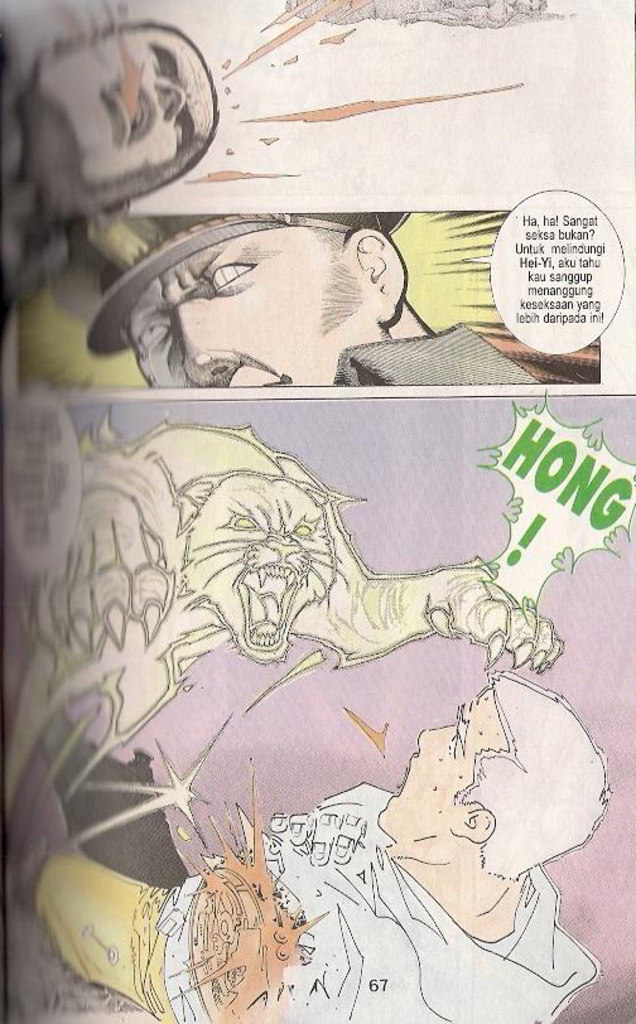 Ha, ha! Sangat
seksa bukan?
Untuk melindungi
Hei-Yi, aku tahu
kau sanggup
menanggung
keseksaan yang
lebih daripada ini!
HONG
!
67